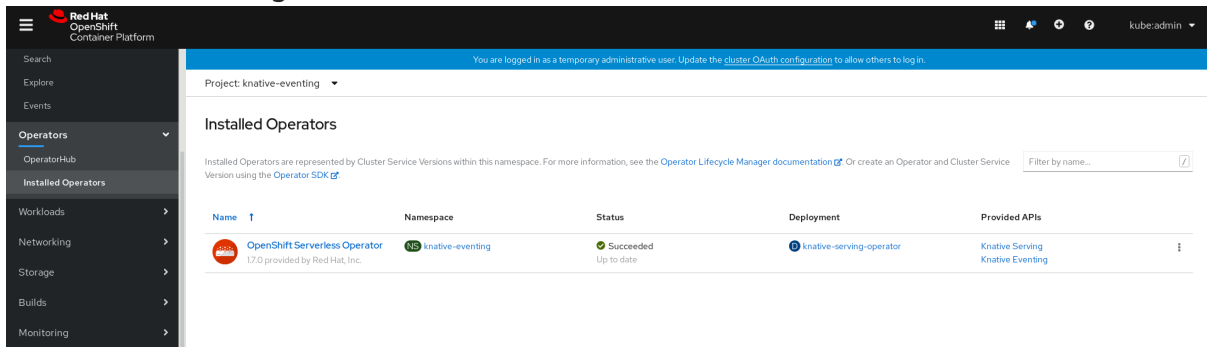 Red Hat
OpenShift
Container Platform
kube:admin
Search
Explore
Events
Operators
OperatorHub
Installed Operators
Workloads
Networking
Storage
Builds
Monitoring
You are logged in as a temporary administrative user. Update the cluster OAuth configuration to allow others to log in.
Project: knative-eventing
Installed Operators
Installed Operators are represented by Cluster Service Versions within this namespace. For more information, see the Operator Lifecycle Manager documentation. Or create an Operator and Cluster Service
Version using the Operator SDK.
Filter by name...
/
Name Namespace Status Deployment Provided APIs
OpenShift Serverless Operator NS knative-eventing Succeeded D knative-serving-operator Knative Serving
1.7.0 provided by Red Hat, Inc. Up to date Knative Eventing